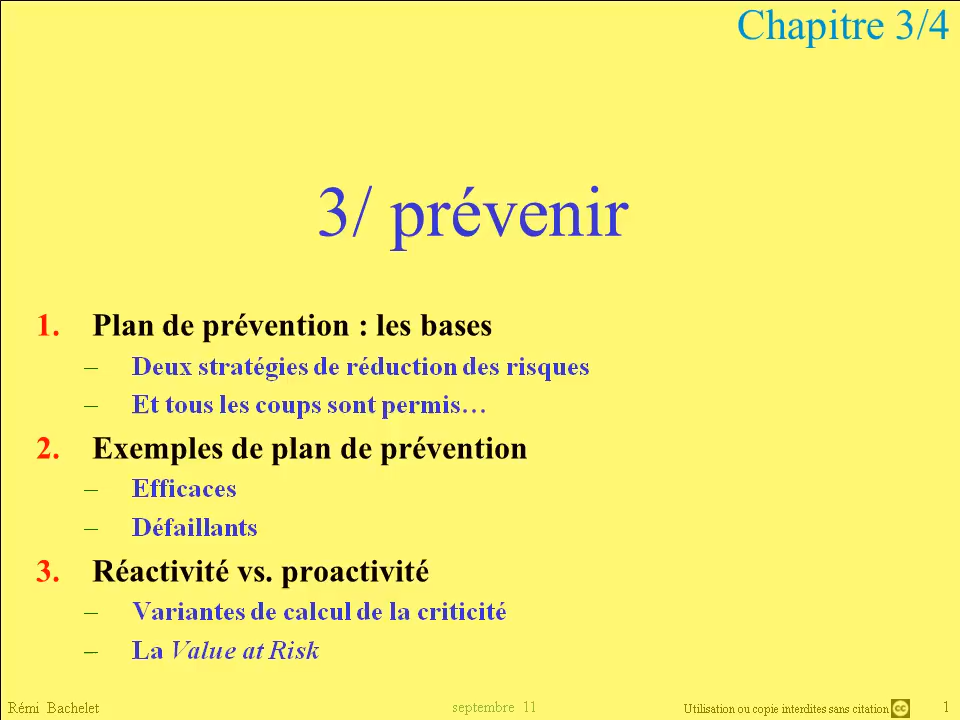 Chapitre 3/4
3/ prévenir
1. Plan de prévention : les bases
– Deux stratégies de réduction des risques
– Et tous les coups sont permis…
2. Exemples de plan de prévention
– Efficaces
– Défaillants
3. Réactivité vs. proactivité
– Variantes de calcul de la criticité
– La Value at Risk
Rémi Bachelet septembre 11 Utilisation ou copie interdites sans citation cc 1